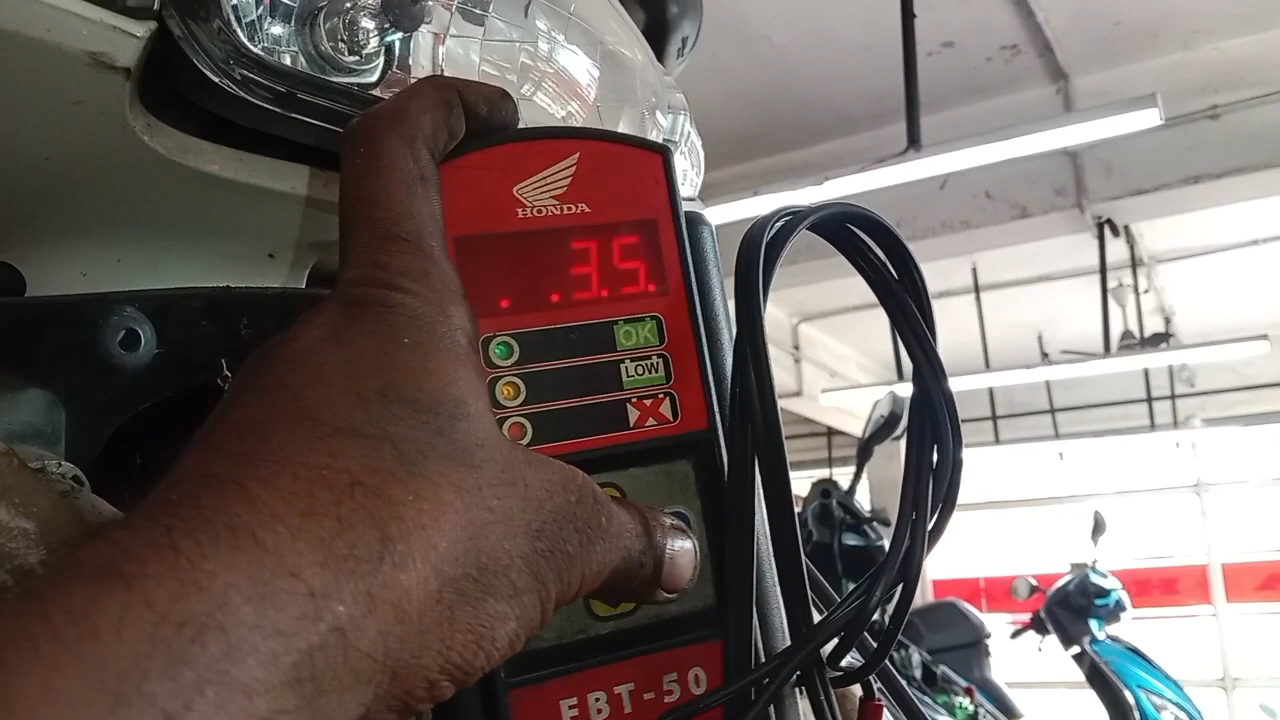 HONDA
. .3.5.
OK
LOW
X
EBT-50